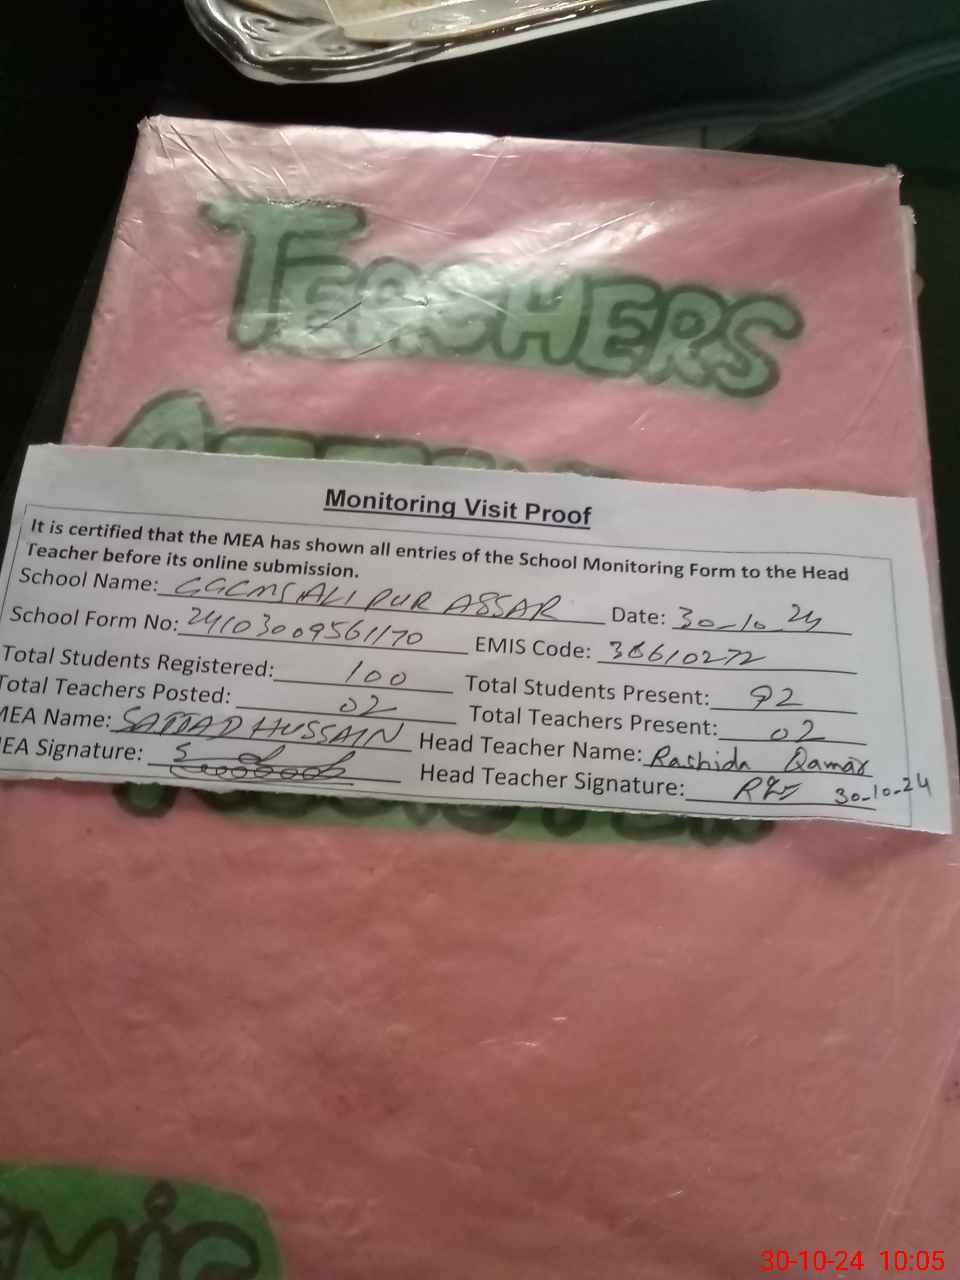 TEACHERS
Monitoring Visit Proof
It is certified that the MEA has shown all entries of the School Monitoring Form to the Head
Teacher before its online submission.
School Name: GGCMS ALI PUR ASSAR Date: 30-10-24
School Form No: 24103009561170 EMIS Code: 38610272
Total Students Registered: 100 Total Students Present: 92
Total Teachers Posted: 02 Total Teachers Present: 02
MEA Name: SAJJAD HUSSAIN Head Teacher Name: Rashida Qamar
MEA Signature: Head Teacher Signature: 30-10-24
30-10-24 10:05